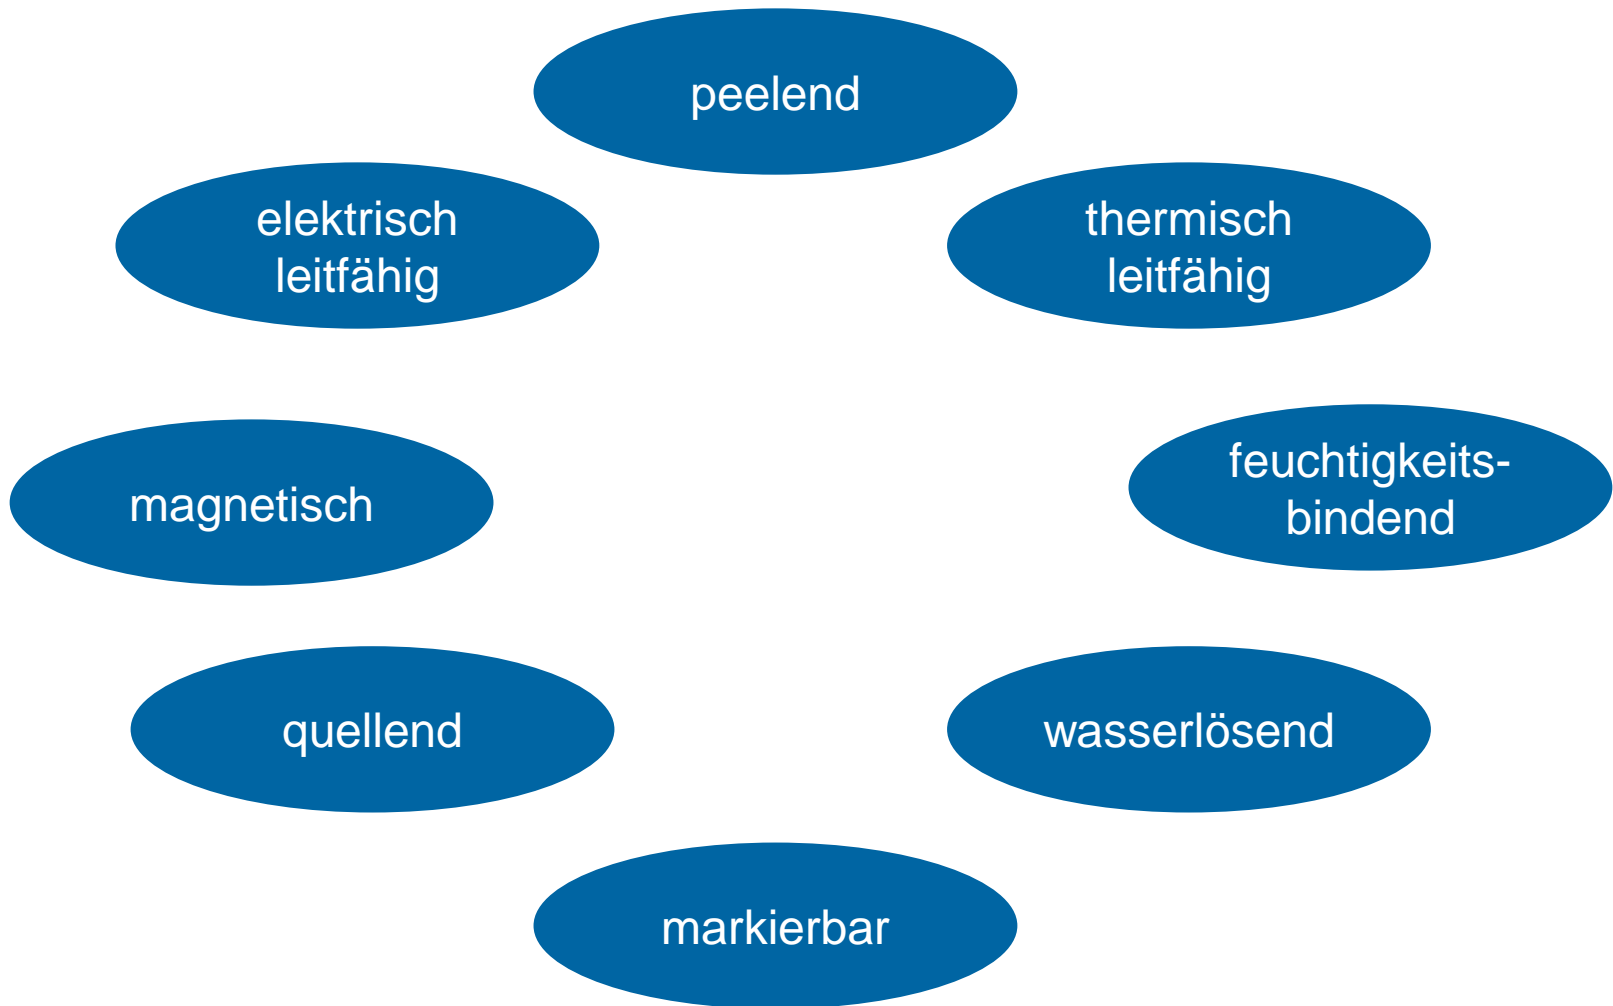 peelend
elektrisch
leitfähig
thermisch
leitfähig
magnetisch
feuchtigkeits-
bindend
quellend
wasserlösend
markierbar